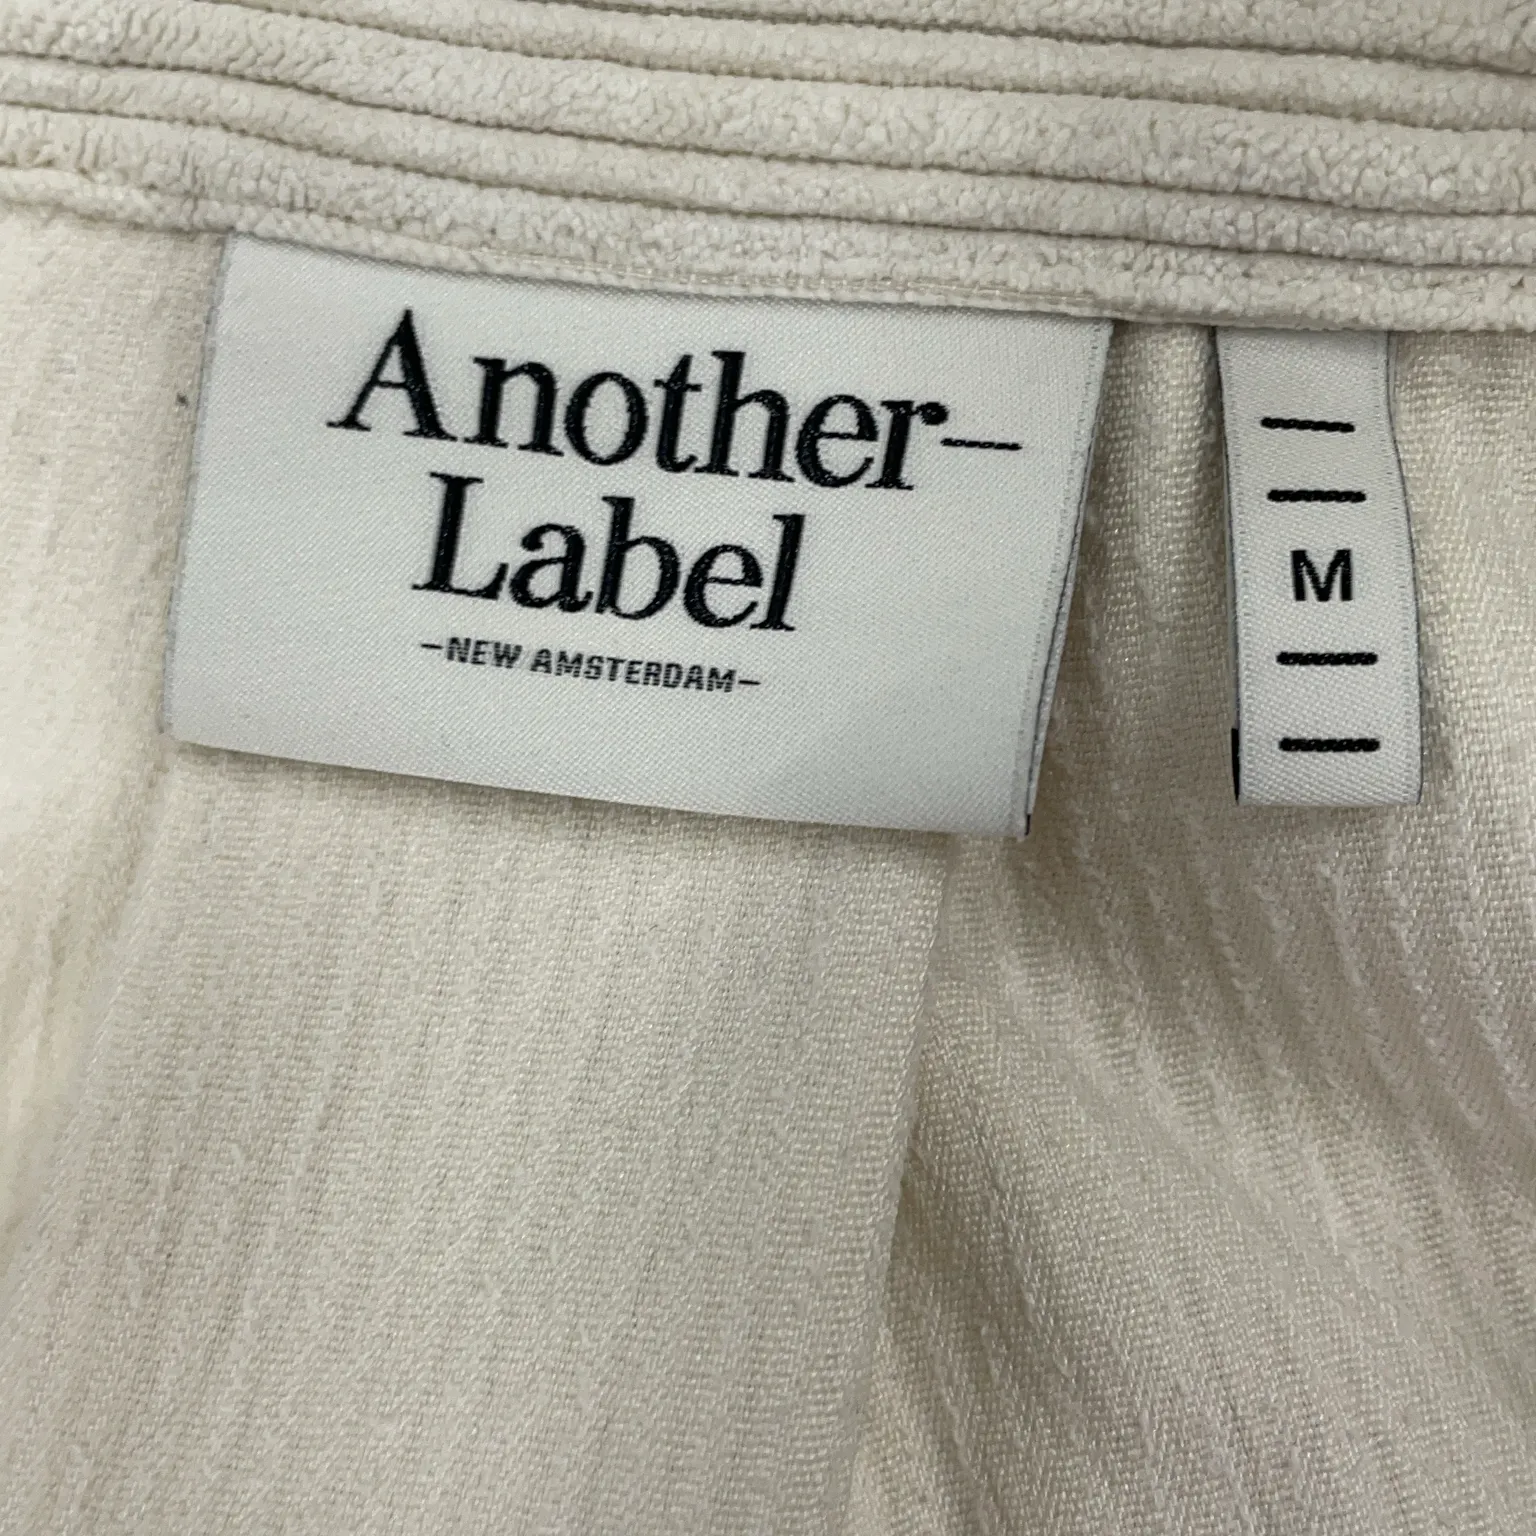 Another—
Label
—NEW AMSTERDAM—
M